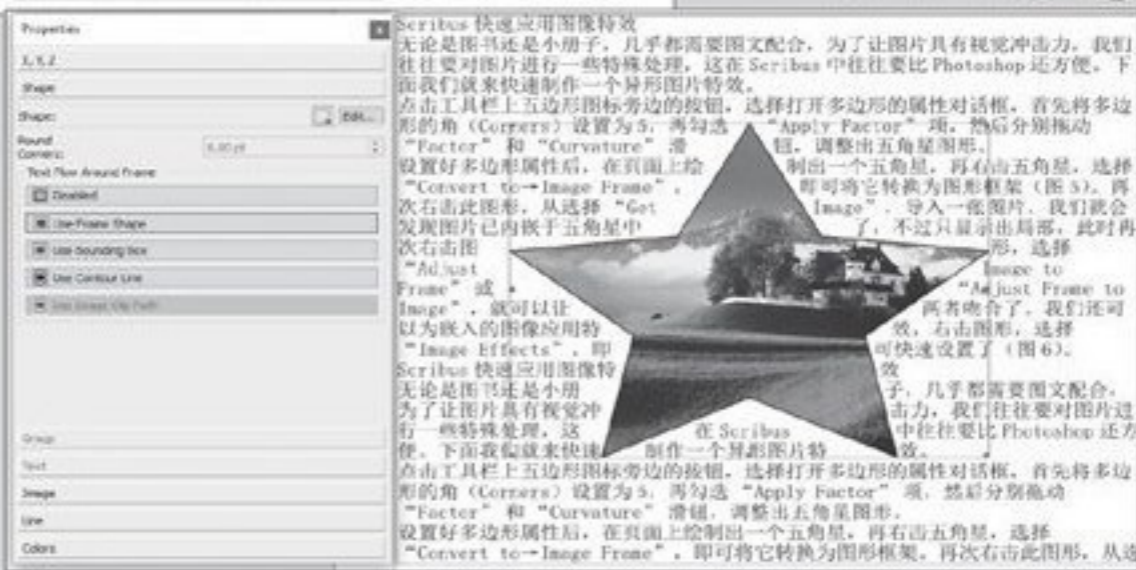 Properties
X, Y, Z
Shape
Shape:
Edit...
Round
Corners:
0.00 pt
Text Flow Around Frame
Disabled
Use Frame Shape
Use Bounding Box
Use Contour Line
Use Image Clip Path
Group
Text
Image
Line
Colors
Scribus 快速应用图像特效
无论是图书还是小册子，几乎都需要图文配合，为了让图片具有视觉冲击力，我们
往往要对图片进行一些特殊处理，这在 Scribus 中往往要比 Photoshop 还方便。下
面我们就来快速制作一个异形图片特效。
点击工具栏上五边形图标旁边的按钮，选择打开多边形的属性对话框，首先将多边
形的角（Corners）设置为 5，再勾选 “Apply Factor” 项，然后分别拖动
“Factor” 和 “Curvature” 滑 钮，调整出五角星图形。
设置好多边形属性后，在页面上绘 制出一个五角星，再右击五角星，选择
“Convert to→Image Frame”， 即可将它转换为图形框架（图 5）。再
次右击此图形，从选择 “Get Image”，导入一张图片，我们就会
发现图片已内嵌于五角星中 了，不过只显示出局部，此时再
次右击图 形，选择
“Adjust Image to
Frame” 或 “Adjust Frame to
Image”，就可以让 两者吻合了，我们还可
以为嵌入的图像应用特 效，右击图形，选择
“Image Effects”，即 可快速设置了（图 6）。
Scribus 快速应用图像特 效
无论是图书还是小册 子，几乎都需要图文配合，
为了让图片具有视觉冲 击力，我们往往要对图片进
行一些特殊处理，这 在 Scribus 中往往要比 Photoshop 还方
便。下面我们就来快速 制作一个异形图片特 效。
点击工具栏上五边形图标旁边的按钮，选择打开多边形的属性对话框，首先将多边
形的角（Corners）设置为 5，再勾选 “Apply Factor” 项，然后分别拖动
“Factor” 和 “Curvature” 滑钮，调整出五角星图形。
设置好多边形属性后，在页面上绘制出一个五角星，再右击五角星，选择
“Convert to→Image Frame”，即可将它转换为图形框架。再次右击此图形，从选